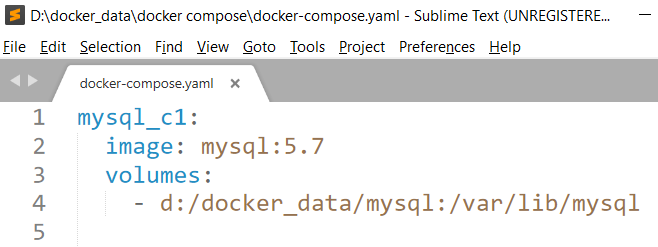 D:\docker_data\docker compose\docker-compose.yaml - Sublime Text (UNREGISTERE...
File Edit Selection Find View Goto Tools Project Preferences Help
docker-compose.yaml ×
1 mysql_c1:
2   image: mysql:5.7
3   volumes:
4     - d:/docker_data/mysql:/var/lib/mysql
5